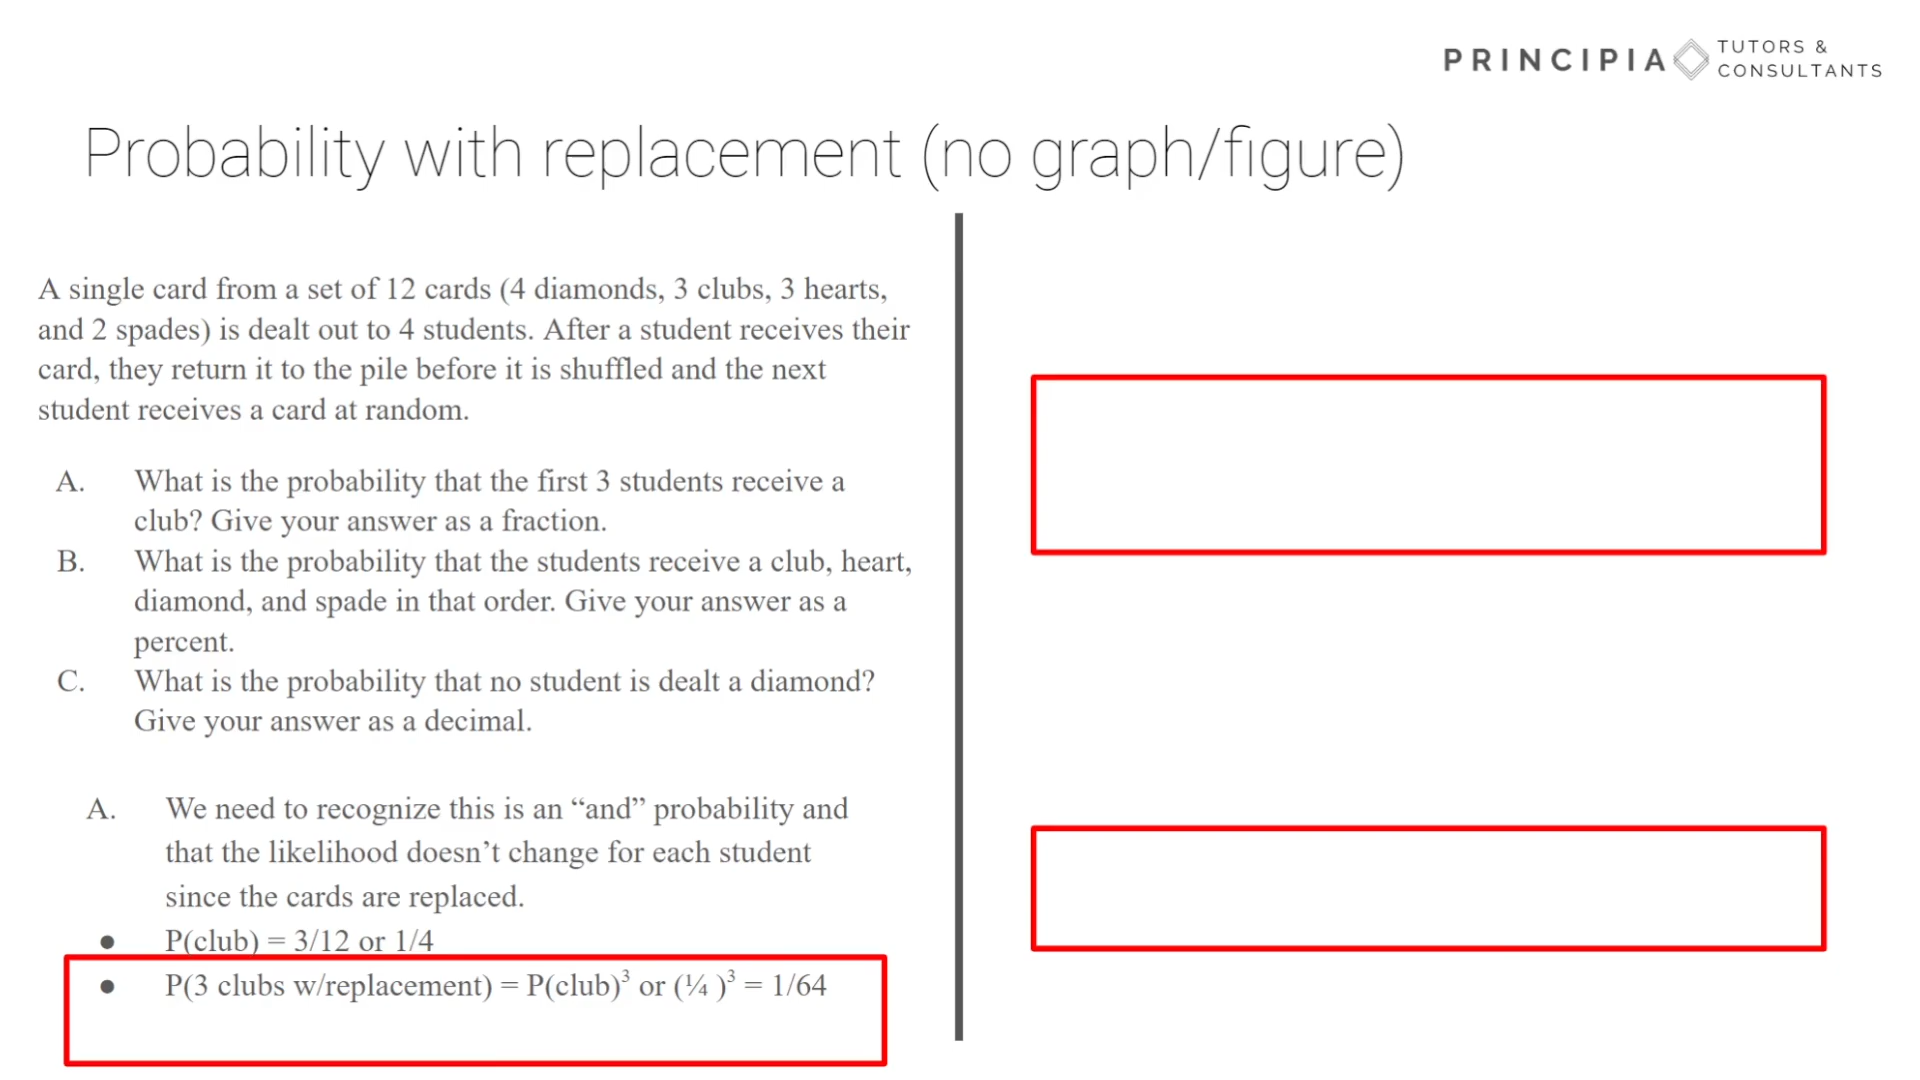 PRINCIPIA TUTORS &
CONSULTANTS
Probability with replacement (no graph/figure)
A single card from a set of 12 cards (4 diamonds, 3 clubs, 3 hearts,
and 2 spades) is dealt out to 4 students. After a student receives their
card, they return it to the pile before it is shuffled and the next
student receives a card at random.
A. What is the probability that the first 3 students receive a
club? Give your answer as a fraction.
B. What is the probability that the students receive a club, heart,
diamond, and spade in that order. Give your answer as a
percent.
C. What is the probability that no student is dealt a diamond?
Give your answer as a decimal.
A. We need to recognize this is an “and” probability and
that the likelihood doesn’t change for each student
since the cards are replaced.
● P(club) = 3/12 or 1/4
● P(3 clubs w/replacement) = P(club)³ or (¼ )³ = 1/64